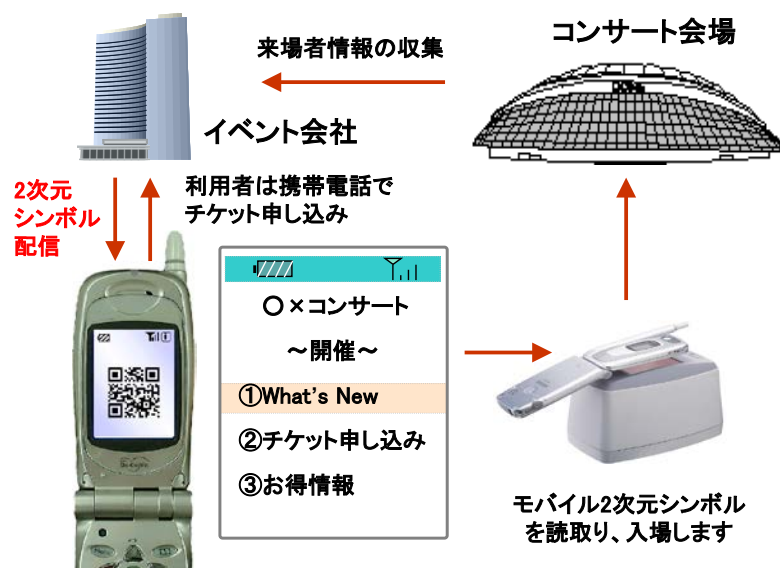 来場者情報の収集
コンサート会場
イベント会社
2次元
シンボル
配信
利用者は携帯電話で
チケット申し込み
○×コンサート
~開催~
①What's New
②チケット申し込み
③お得情報
モバイル2次元シンボル
を読取り、入場します